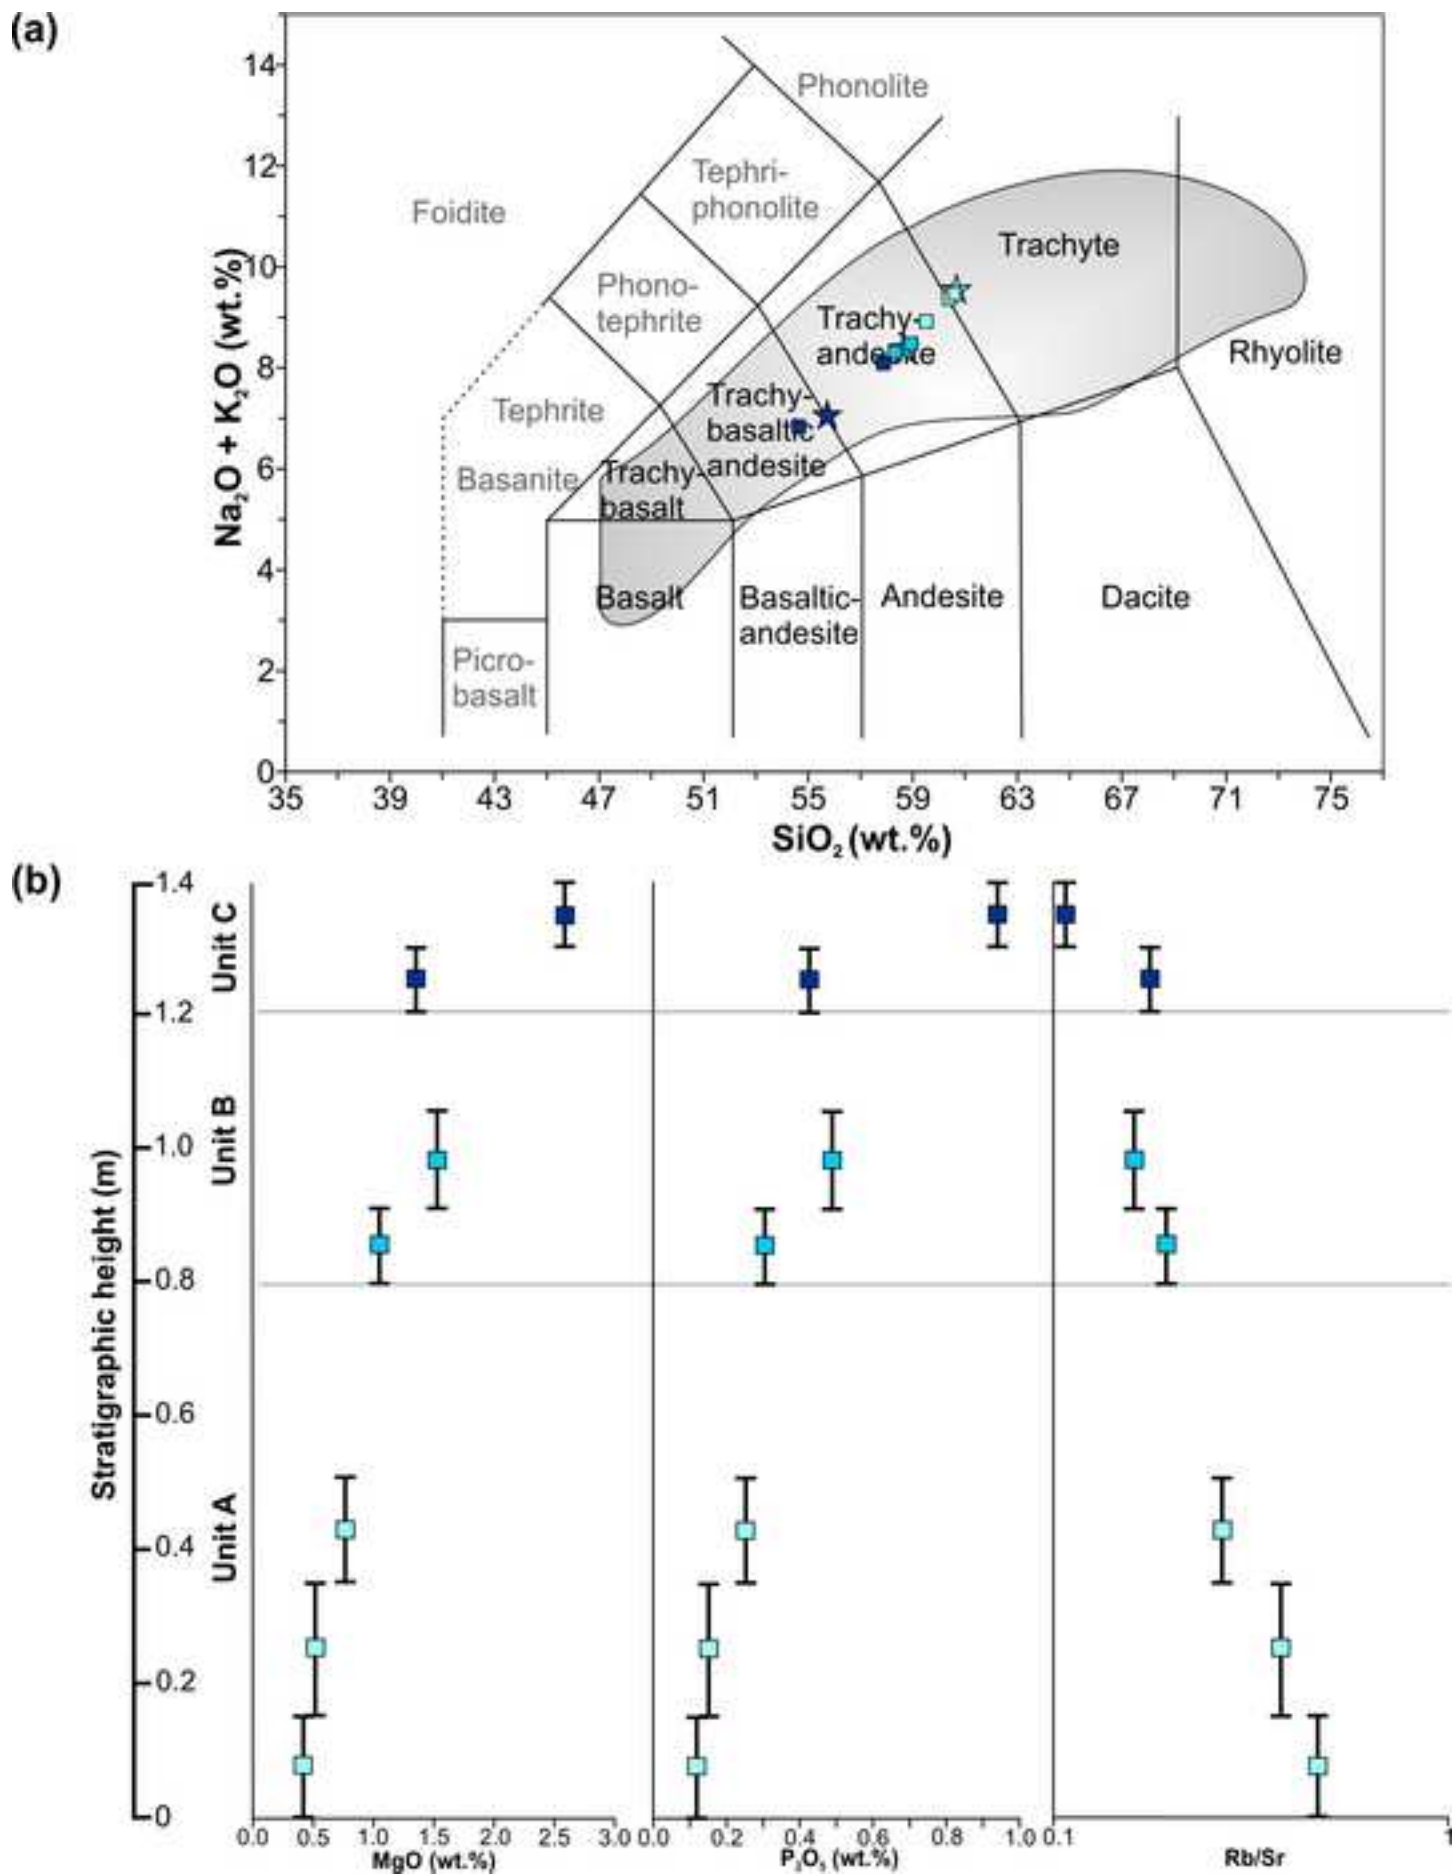 (a)
14
12
10
8
6
4
2
0
Na₂O + K₂O (wt.%)
Phonolite
Tephri-
phonolite
Foidite
Trachyte
Phono-
tephrite
Trachy-
andesite
Rhyolite
Tephrite
Trachy-
basaltic
andesite
Basanite
Trachy-
basalt
Basalt
Basaltic-
andesite
Andesite
Dacite
Picro-
basalt
35 39 43 47 51 55 59 63 67 71 75
SiO₂ (wt.%)
(b)
Stratigraphic height (m)
1.4
1.2
1.0
0.8
0.6
0.4
0.2
0
Unit C
Unit B
Unit A
0.0 0.5 1.0 1.5 2.0 2.5 3.0
MgO (wt.%)
0.0 0.2 0.4 0.6 0.8 1.0
P₂O₅ (wt.%)
0.1 1
Rb/Sr